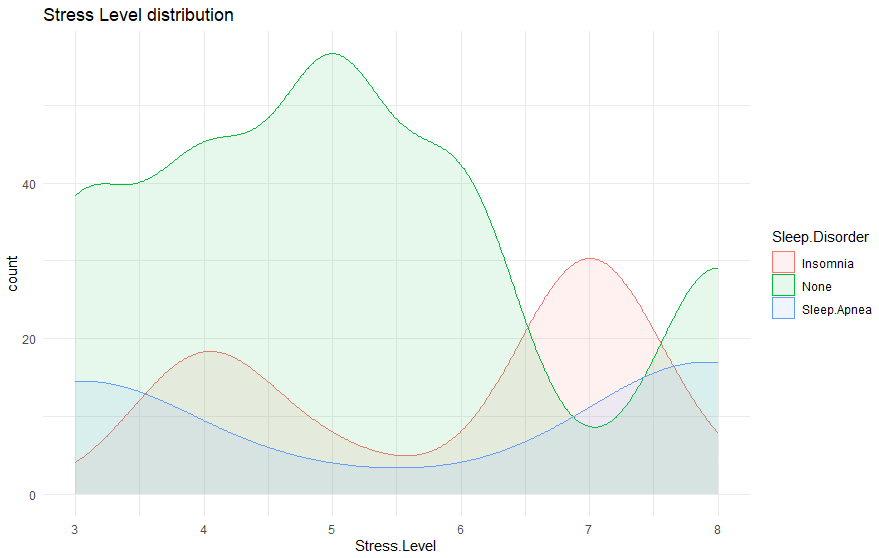 Stress Level distribution
count
40
20
0
3 4 5 6 7 8
Stress.Level
Sleep.Disorder
Insomnia
None
Sleep.Apnea